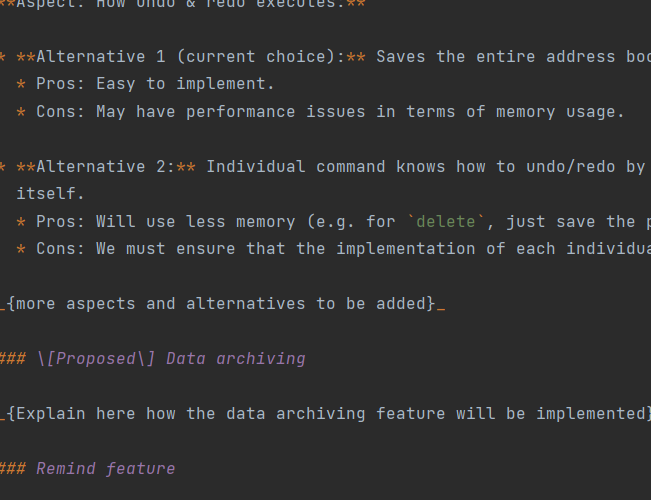 **Aspect: How undo & redo executes:**
* **Alternative 1 (current choice):** Saves the entire address
* Pros: Easy to implement.
* Cons: May have performance issues in terms of memory usage.
* **Alternative 2:** Individual command knows how to undo/redo by
itself.
* Pros: Will use less memory (e.g. for `delete`, just save the
* Cons: We must ensure that the implementation of each
_{more aspects and alternatives to be added}_
### \[Proposed\] Data archiving
_{Explain here how the data archiving feature will be implemented}
### Remind feature